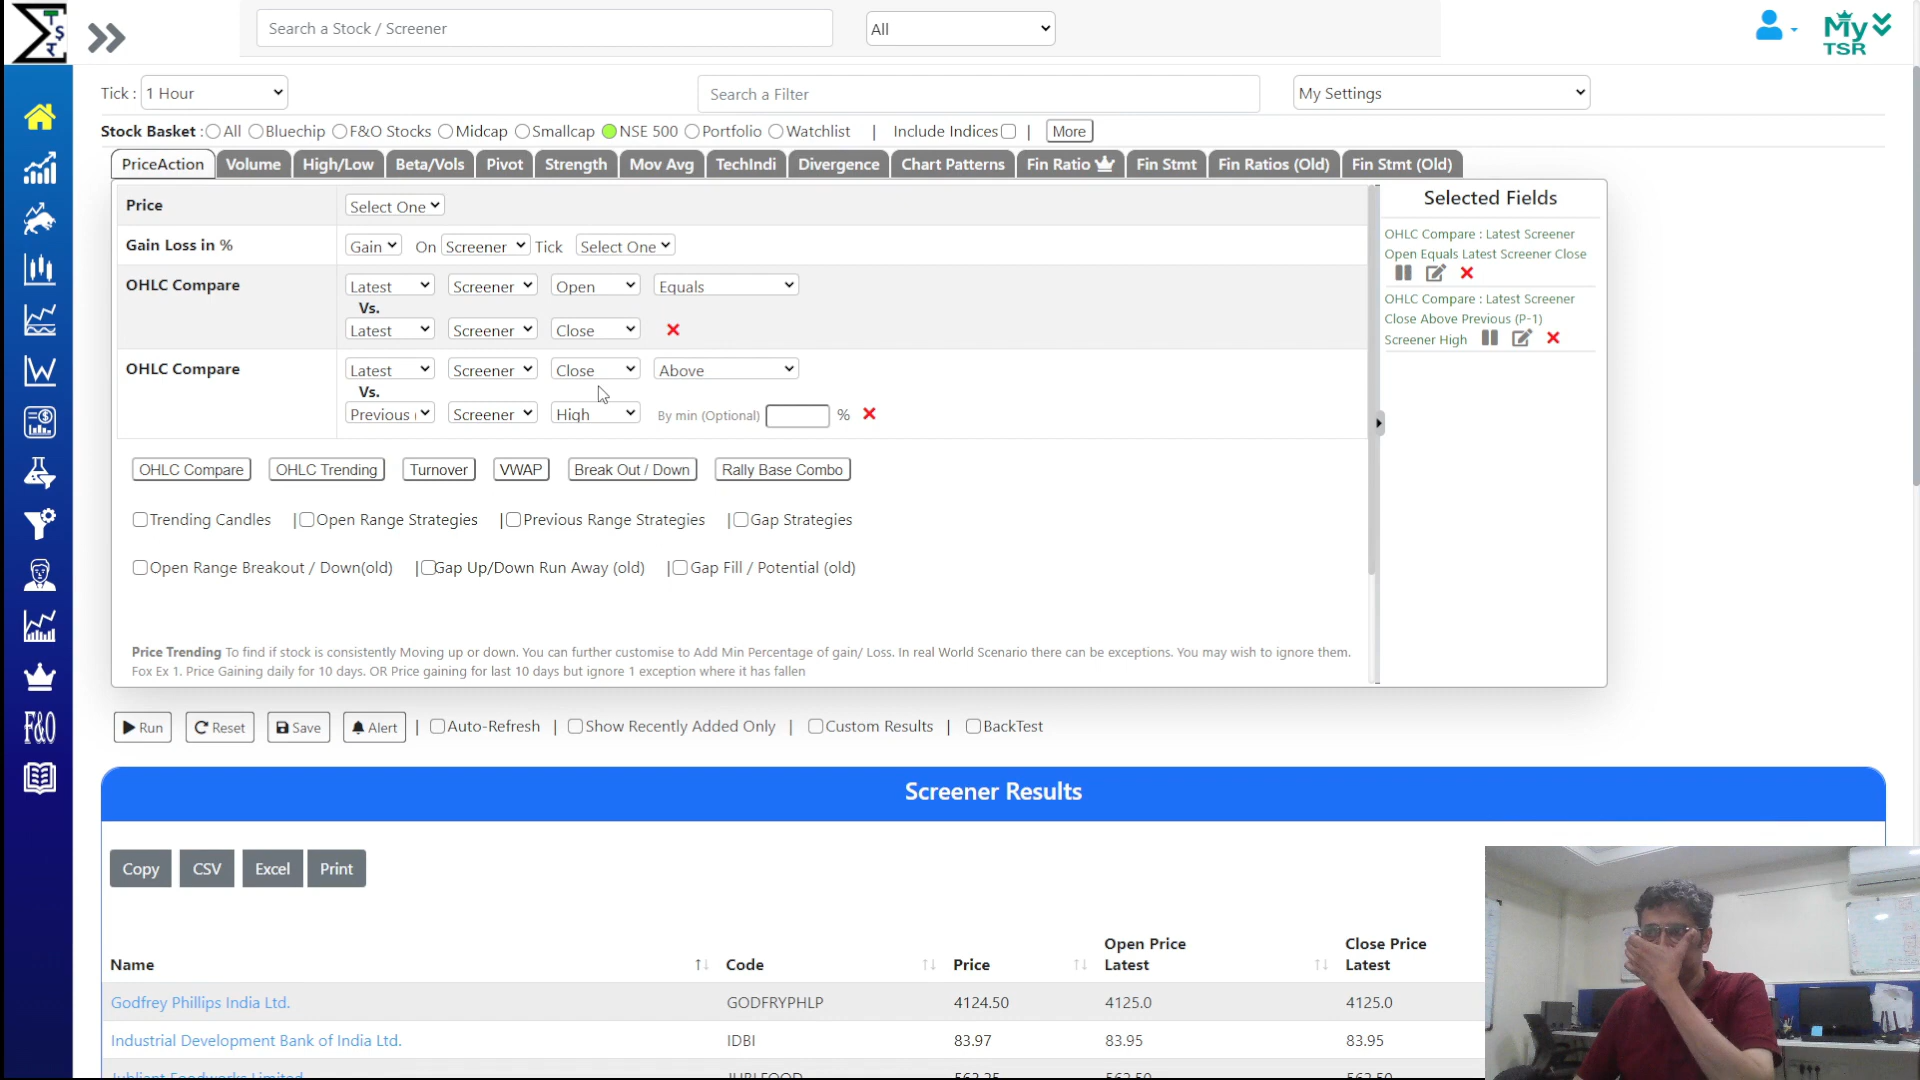 Search a Stock / Screener
All
My
TSR
Tick : 1 Hour
Search a Filter
My Settings
Stock Basket : All Bluechip F&O Stocks Midcap Smallcap NSE 500 Portfolio Watchlist | Include Indices | More
PriceAction Volume High/Low Beta/Vols Pivot Strength Mov Avg TechIndi Divergence Chart Patterns Fin Ratio Fin Stmt Fin Ratios (Old) Fin Stmt (Old)
Price Select One
Gain Loss in % Gain On Screener Tick Select One
OHLC Compare Latest Screener Open Equals
Vs.
Latest Screener Close
OHLC Compare Latest Screener Close Above
Vs.
Previous ( Screener High By min (Optional) %
OHLC Compare OHLC Trending Turnover VWAP Break Out / Down Rally Base Combo
Trending Candles | Open Range Strategies | Previous Range Strategies | Gap Strategies
Open Range Breakout / Down(old) | Gap Up/Down Run Away (old) | Gap Fill / Potential (old)
Price Trending To find if stock is consistently Moving up or down. You can further customise to Add Min Percentage of gain/ Loss. In real World Scenario there can be exceptions. You may wish to ignore them.
Fox Ex 1. Price Gaining daily for 10 days. OR Price gaining for last 10 days but ignore 1 exception where it has fallen
Selected Fields
OHLC Compare : Latest Screener
Open Equals Latest Screener Close
OHLC Compare : Latest Screener
Close Above Previous (P-1)
Screener High
Run Reset Save Alert | Auto-Refresh | Show Recently Added Only | Custom Results | BackTest
Screener Results
Copy CSV Excel Print
Name Code Price Open Price Latest Close Price Latest
Godfrey Phillips India Ltd. GODFRYPHLP 4124.50 4125.0 4125.0
Industrial Development Bank of India Ltd. IDBI 83.97 83.95 83.95
F&O